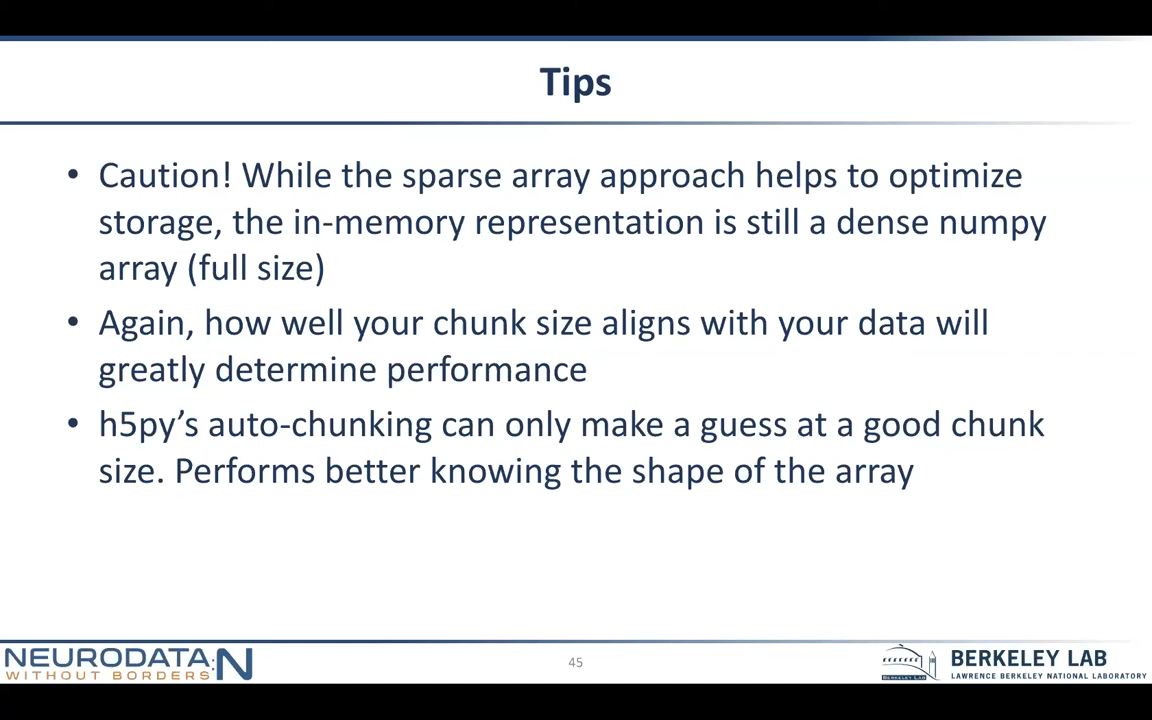 Tips
• Caution! While the sparse array approach helps to optimize
storage, the in-memory representation is still a dense numpy
array (full size)
• Again, how well your chunk size aligns with your data will
greatly determine performance
• h5py’s auto-chunking can only make a guess at a good chunk
size. Performs better knowing the shape of the array
NEURODATA:N
WITHOUT BORDERS
45
BERKELEY LAB
BERKELEY LAB
LAWRENCE BERKELEY NATIONAL LABORATORY